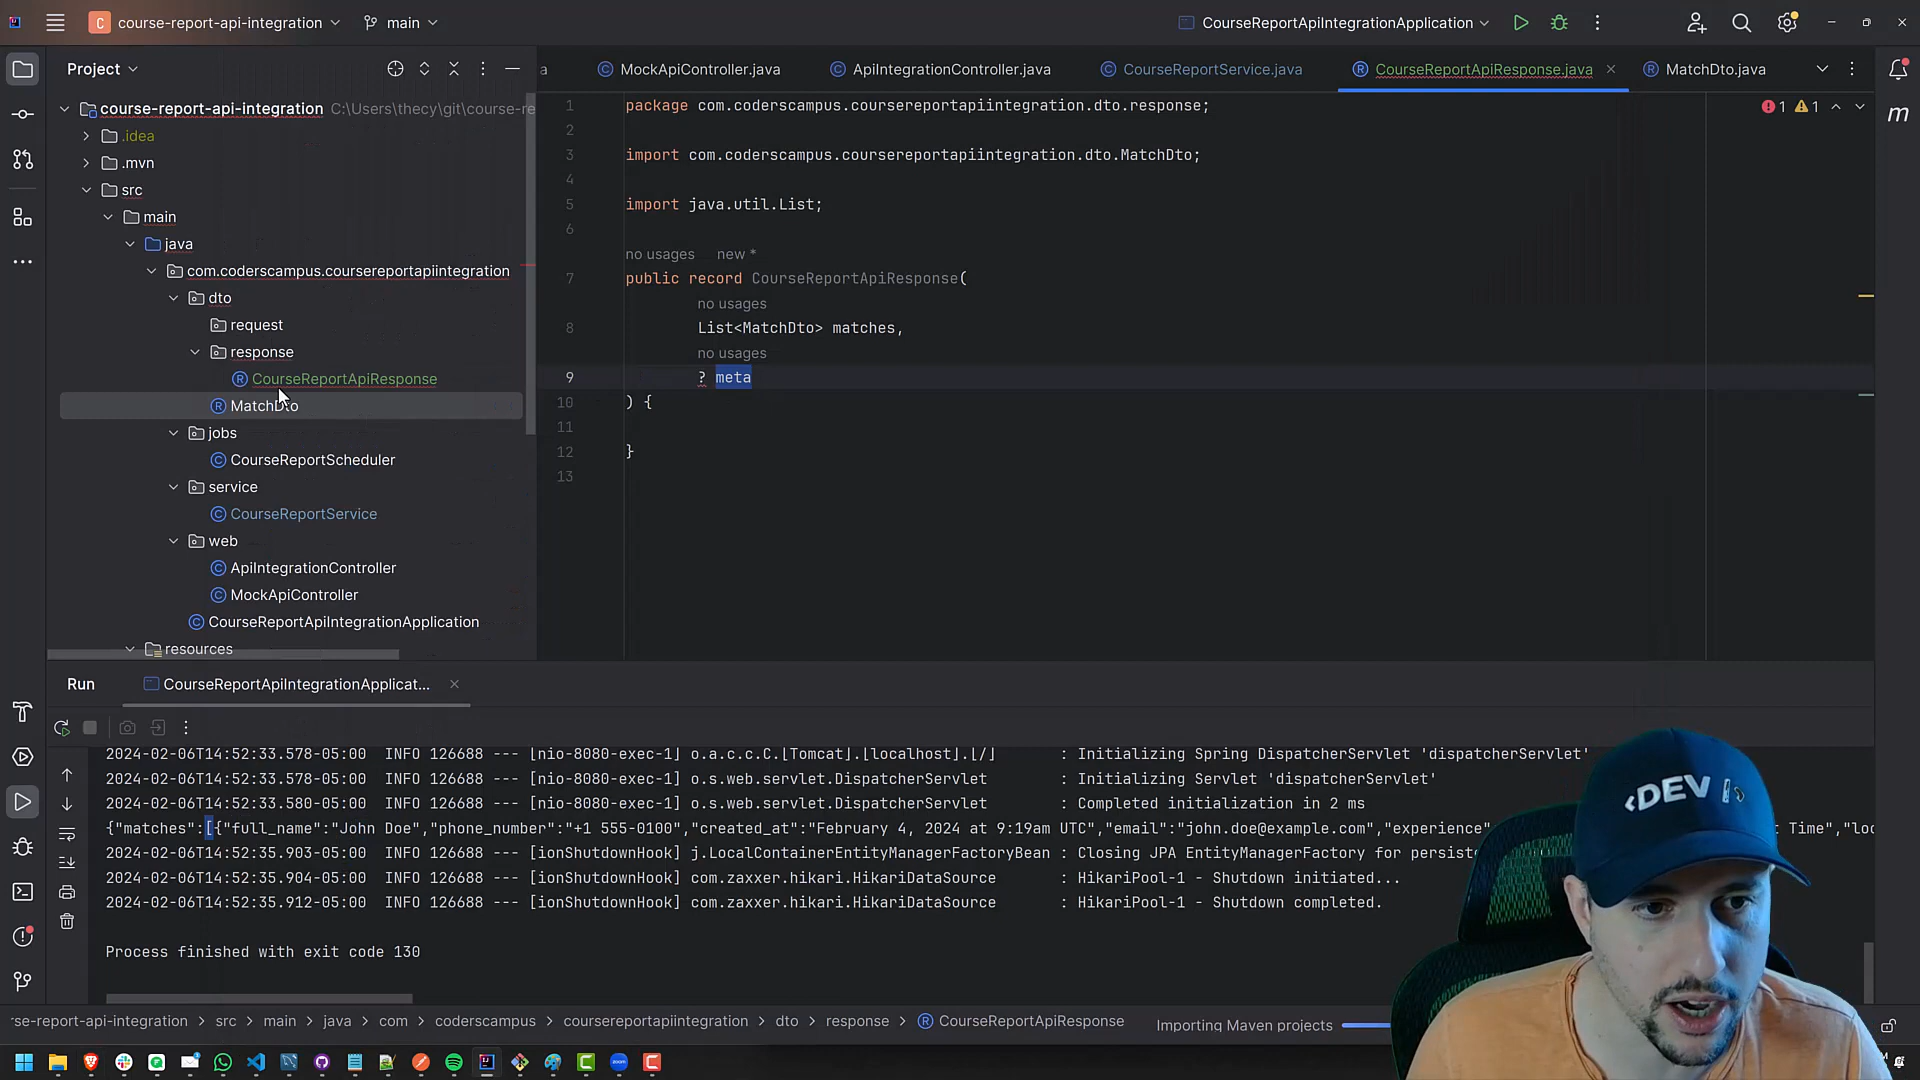 course-report-api-integration
main
CourseReportApiIntegrationApplication
Project
a
MockApiController.java
ApiIntegrationController.java
CourseReportService.java
CourseReportApiResponse.java
MatchDto.java
course-report-api-integration C:\Users\thecy\git\course-re
.idea
.mvn
src
main
java
com.coderscampus.coursereportapiintegration
dto
request
response
CourseReportApiResponse
MatchDto
jobs
CourseReportScheduler
service
CourseReportService
web
ApiIntegrationController
MockApiController
CourseReportApiIntegrationApplication
resources
1 package com.coderscampus.coursereportapiintegration.dto.response;
2
3 import com.coderscampus.coursereportapiintegration.dto.MatchDto;
4
5 import java.util.List;
6
no usages new *
7 public record CourseReportApiResponse(
no usages
8 List<MatchDto> matches,
no usages
9 ? meta
10 ) {
11
12 }
13
1 1
m
Run
CourseReportApiIntegrationApplicat...
2024-02-06T14:52:33.578-05:00 INFO 126688 --- [nio-8080-exec-1] o.a.c.c.C.[Tomcat].[localhost].[/] : Initializing Spring DispatcherServlet 'dispatcherServlet'
2024-02-06T14:52:33.578-05:00 INFO 126688 --- [nio-8080-exec-1] o.s.web.servlet.DispatcherServlet : Initializing Servlet 'dispatcherServlet'
2024-02-06T14:52:33.580-05:00 INFO 126688 --- [nio-8080-exec-1] o.s.web.servlet.DispatcherServlet : Completed initialization in 2 ms
{"matches":[{"full_name":"John Doe","phone_number":"+1 555-0100","created_at":"February 4, 2024 at 9:19am UTC","email":"john.doe@example.com","experience" t Time","loc
2024-02-06T14:52:35.903-05:00 INFO 126688 --- [ionShutdownHook] j.LocalContainerEntityManagerFactoryBean : Closing JPA EntityManagerFactory for persist
2024-02-06T14:52:35.904-05:00 INFO 126688 --- [ionShutdownHook] com.zaxxer.hikari.HikariDataSource : HikariPool-1 - Shutdown initiated...
2024-02-06T14:52:35.912-05:00 INFO 126688 --- [ionShutdownHook] com.zaxxer.hikari.HikariDataSource : HikariPool-1 - Shutdown completed.
Process finished with exit code 130
<DEV
rse-report-api-integration > src > main > java > com > coderscampus > coursereportapiintegration > dto > response > CourseReportApiResponse
Importing Maven projects